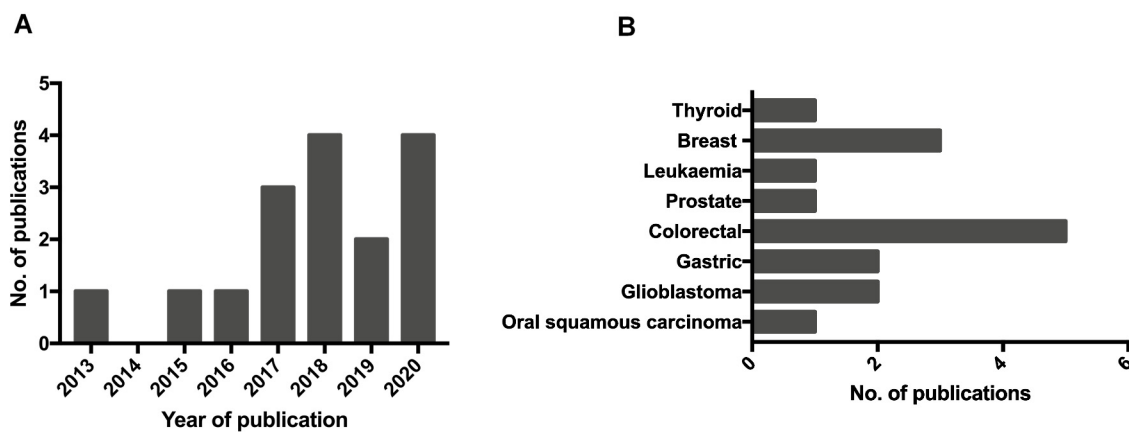 A
No. of publications
5
4
3
2
1
0
2013
2014
2015
2016
2017
2018
2019
2020
Year of publication
B
Thyroid
Breast
Leukaemia
Prostate
Colorectal
Gastric
Glioblastoma
Oral squamous carcinoma
0
2
4
6
No. of publications